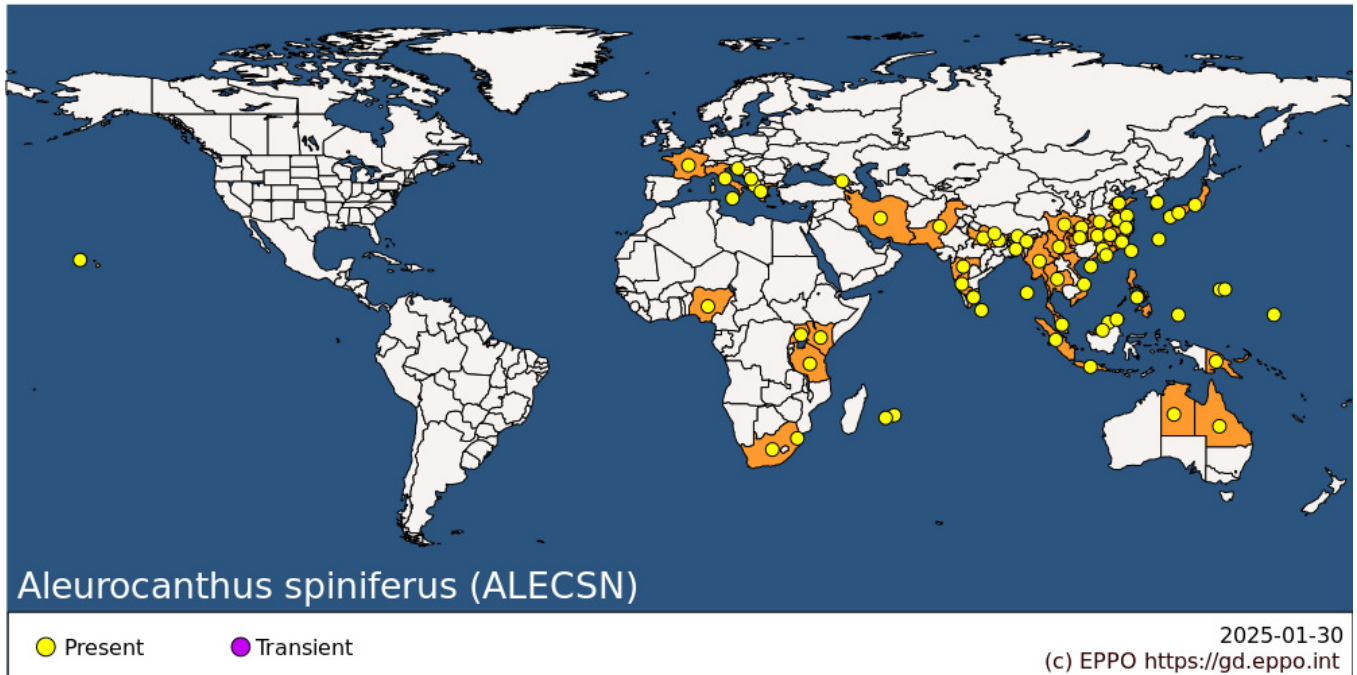 Aleurocanthus spiniferus (ALECSN)
Present
Transient
2025-01-30
(c) EPPO https://gd.eppo.int